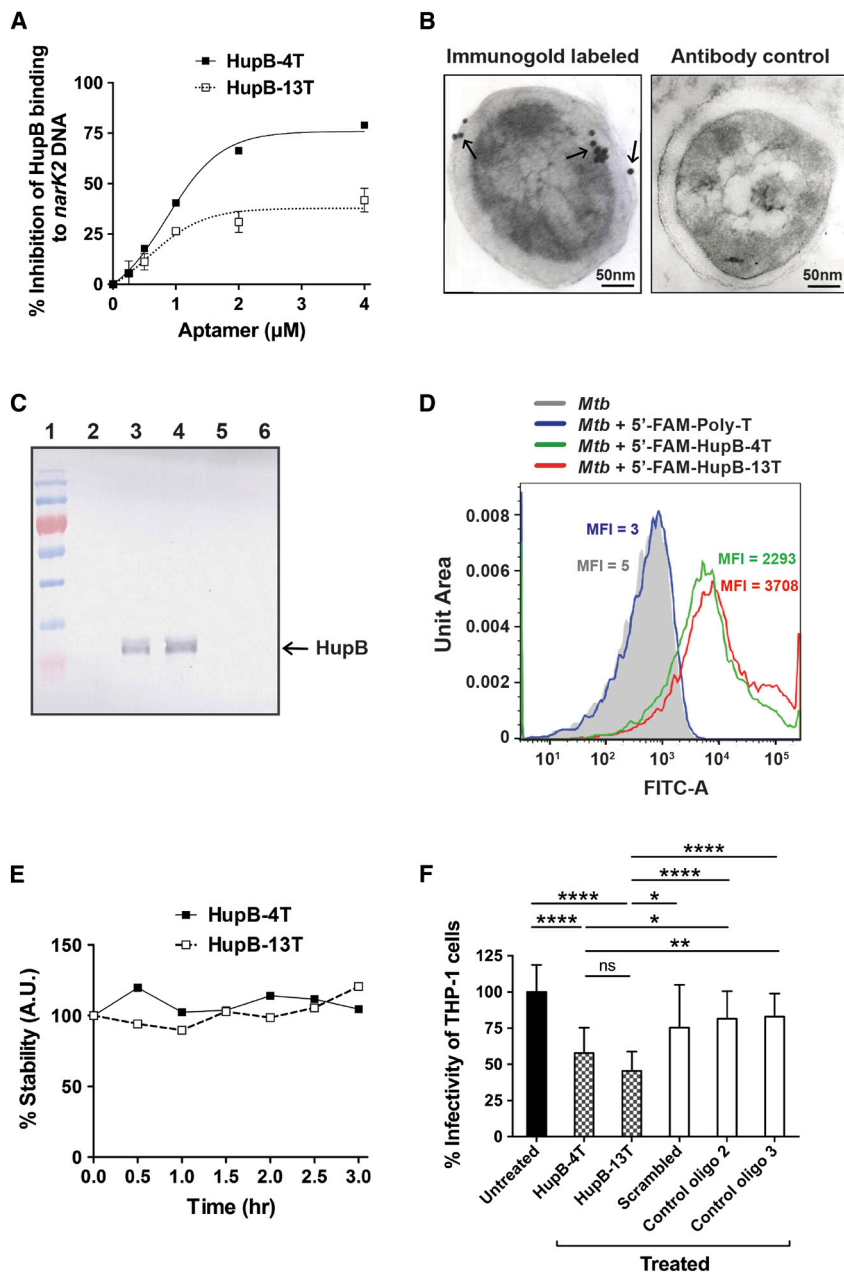 A
HupB-4T
HupB-13T
% Inhibition of HupB binding
to narK2 DNA
100
75
50
25
0
0 1 2 3 4
Aptamer (µM)
B
Immunogold labeled
Antibody control
50nm
50nm
C
1 2 3 4 5 6
HupB
D
Mtb
Mtb + 5'-FAM-Poly-T
Mtb + 5'-FAM-HupB-4T
Mtb + 5'-FAM-HupB-13T
MFI = 3
MFI = 5
MFI = 2293
MFI = 3708
Unit Area
0.008
0.006
0.004
0.002
0
10¹ 10² 10³ 10⁴ 10⁵
FITC-A
E
HupB-4T
HupB-13T
% Stability (A.U.)
150
100
50
0
0.0 0.5 1.0 1.5 2.0 2.5 3.0
Time (hr)
F
****
****
**** *
**** *
**
ns
% Infectivity of THP-1 cells
125
100
75
50
25
0
Untreated
HupB-4T
HupB-13T
Scrambled
Control oligo 2
Control oligo 3
Treated